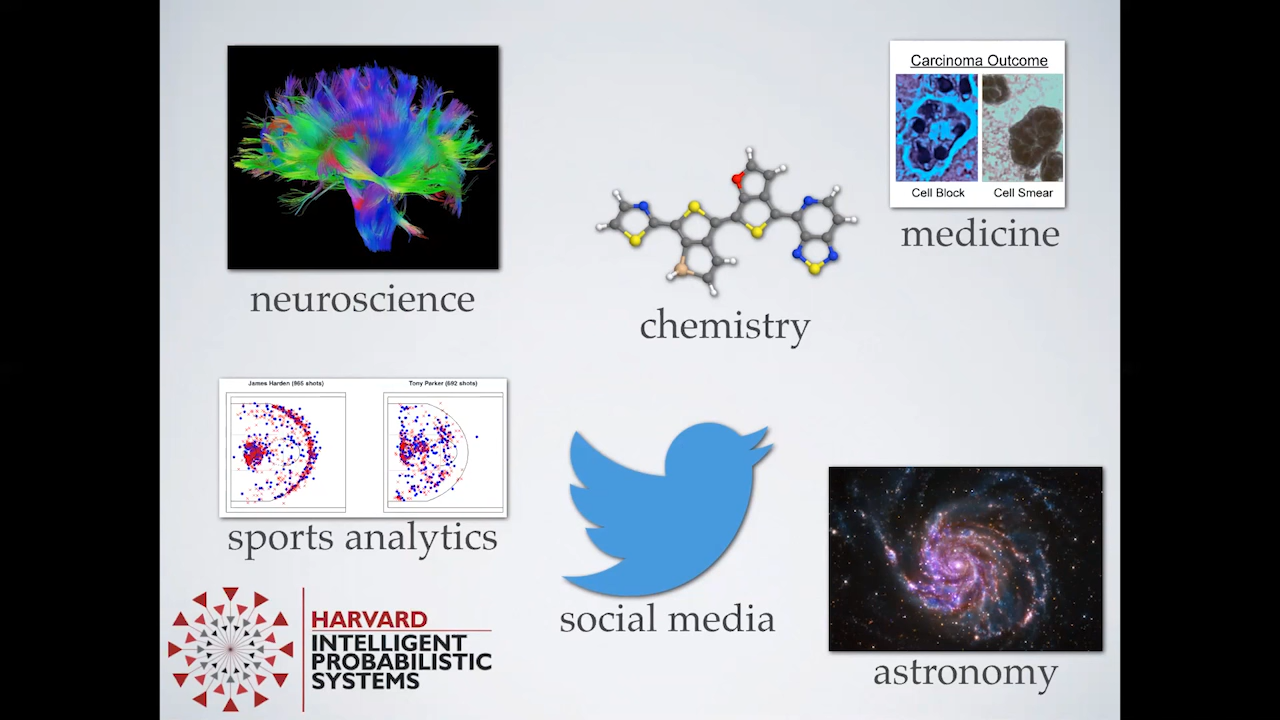 Carcinoma Outcome
Cell Block
Cell Smear
medicine
neuroscience
chemistry
James Harden (965 shots)
Tony Parker (692 shots)
sports analytics
social media
astronomy
HARVARD
INTELLIGENT
PROBABILISTIC
SYSTEMS